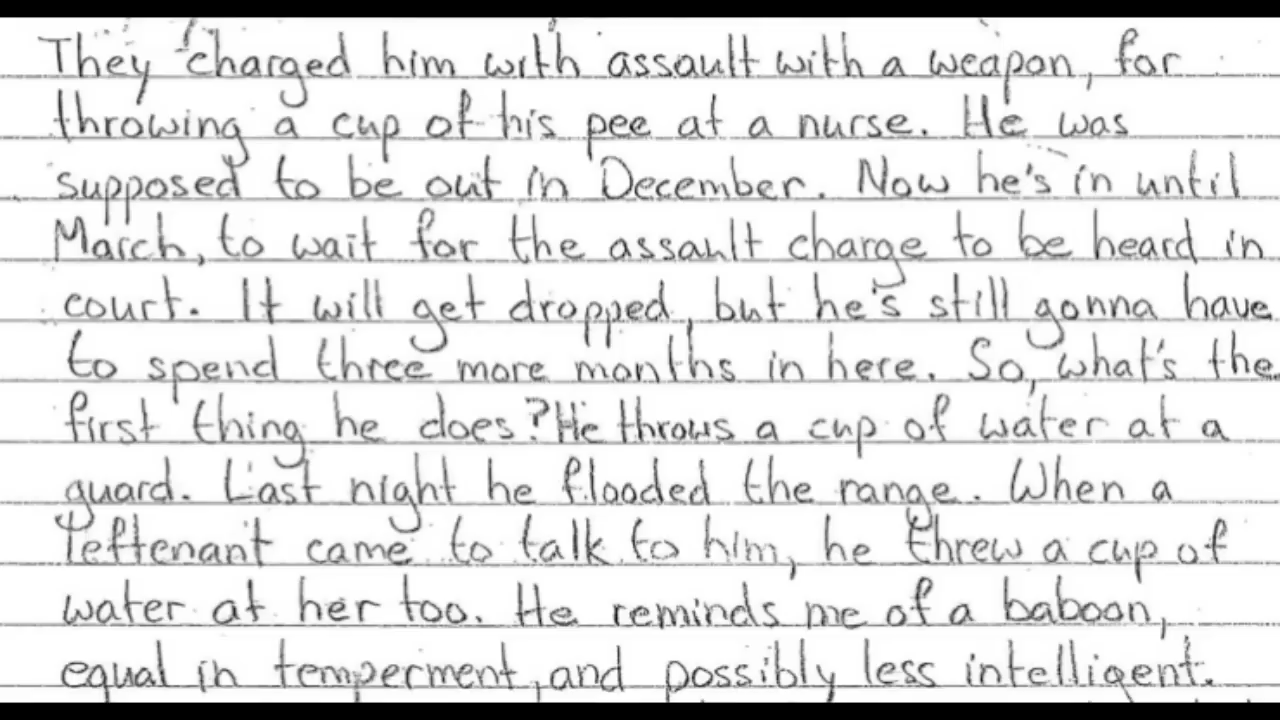 They charged him with assault with a weapon, for
throwing a cup of his pee at a nurse. He was
supposed to be out in December. Now he's in until
March, to wait for the assault charge to be heard in
court. It will get dropped, but he's still gonna have
to spend three more months in here. So, what's the
first thing he does? He throws a cup of water at a
guard. Last night he flooded the range. When a
leftenant came to talk to him, he threw a cup of
water at her too. He reminds me of a baboon,
equal in temperment, and possibly less intelligent.